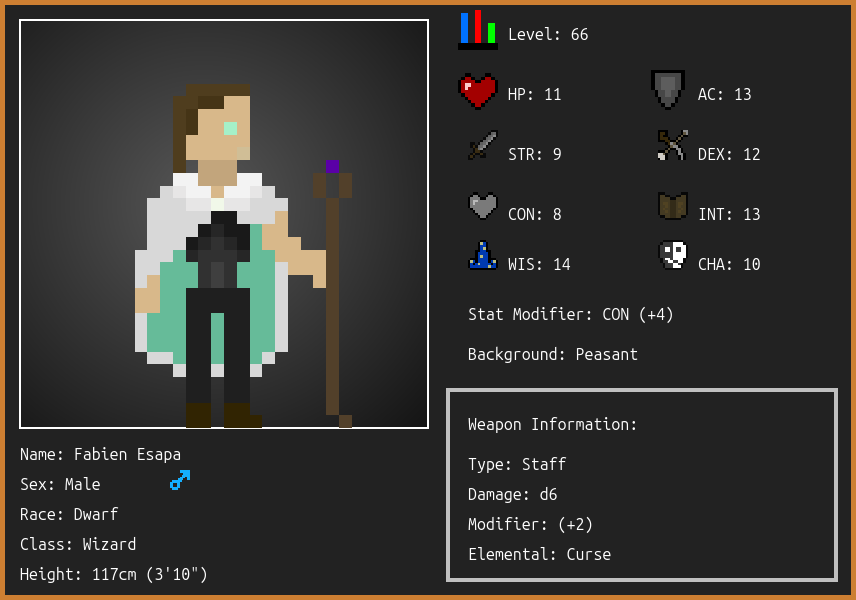 Level: 66
HP: 11
AC: 13
STR: 9
DEX: 12
CON: 8
INT: 13
WIS: 14
CHA: 10
Stat Modifier: CON (+4)
Background: Peasant
Weapon Information:
Type: Staff
Damage: d6
Modifier: (+2)
Elemental: Curse
Name: Fabien Esapa
Sex: Male
Race: Dwarf
Class: Wizard
Height: 117cm (3'10")